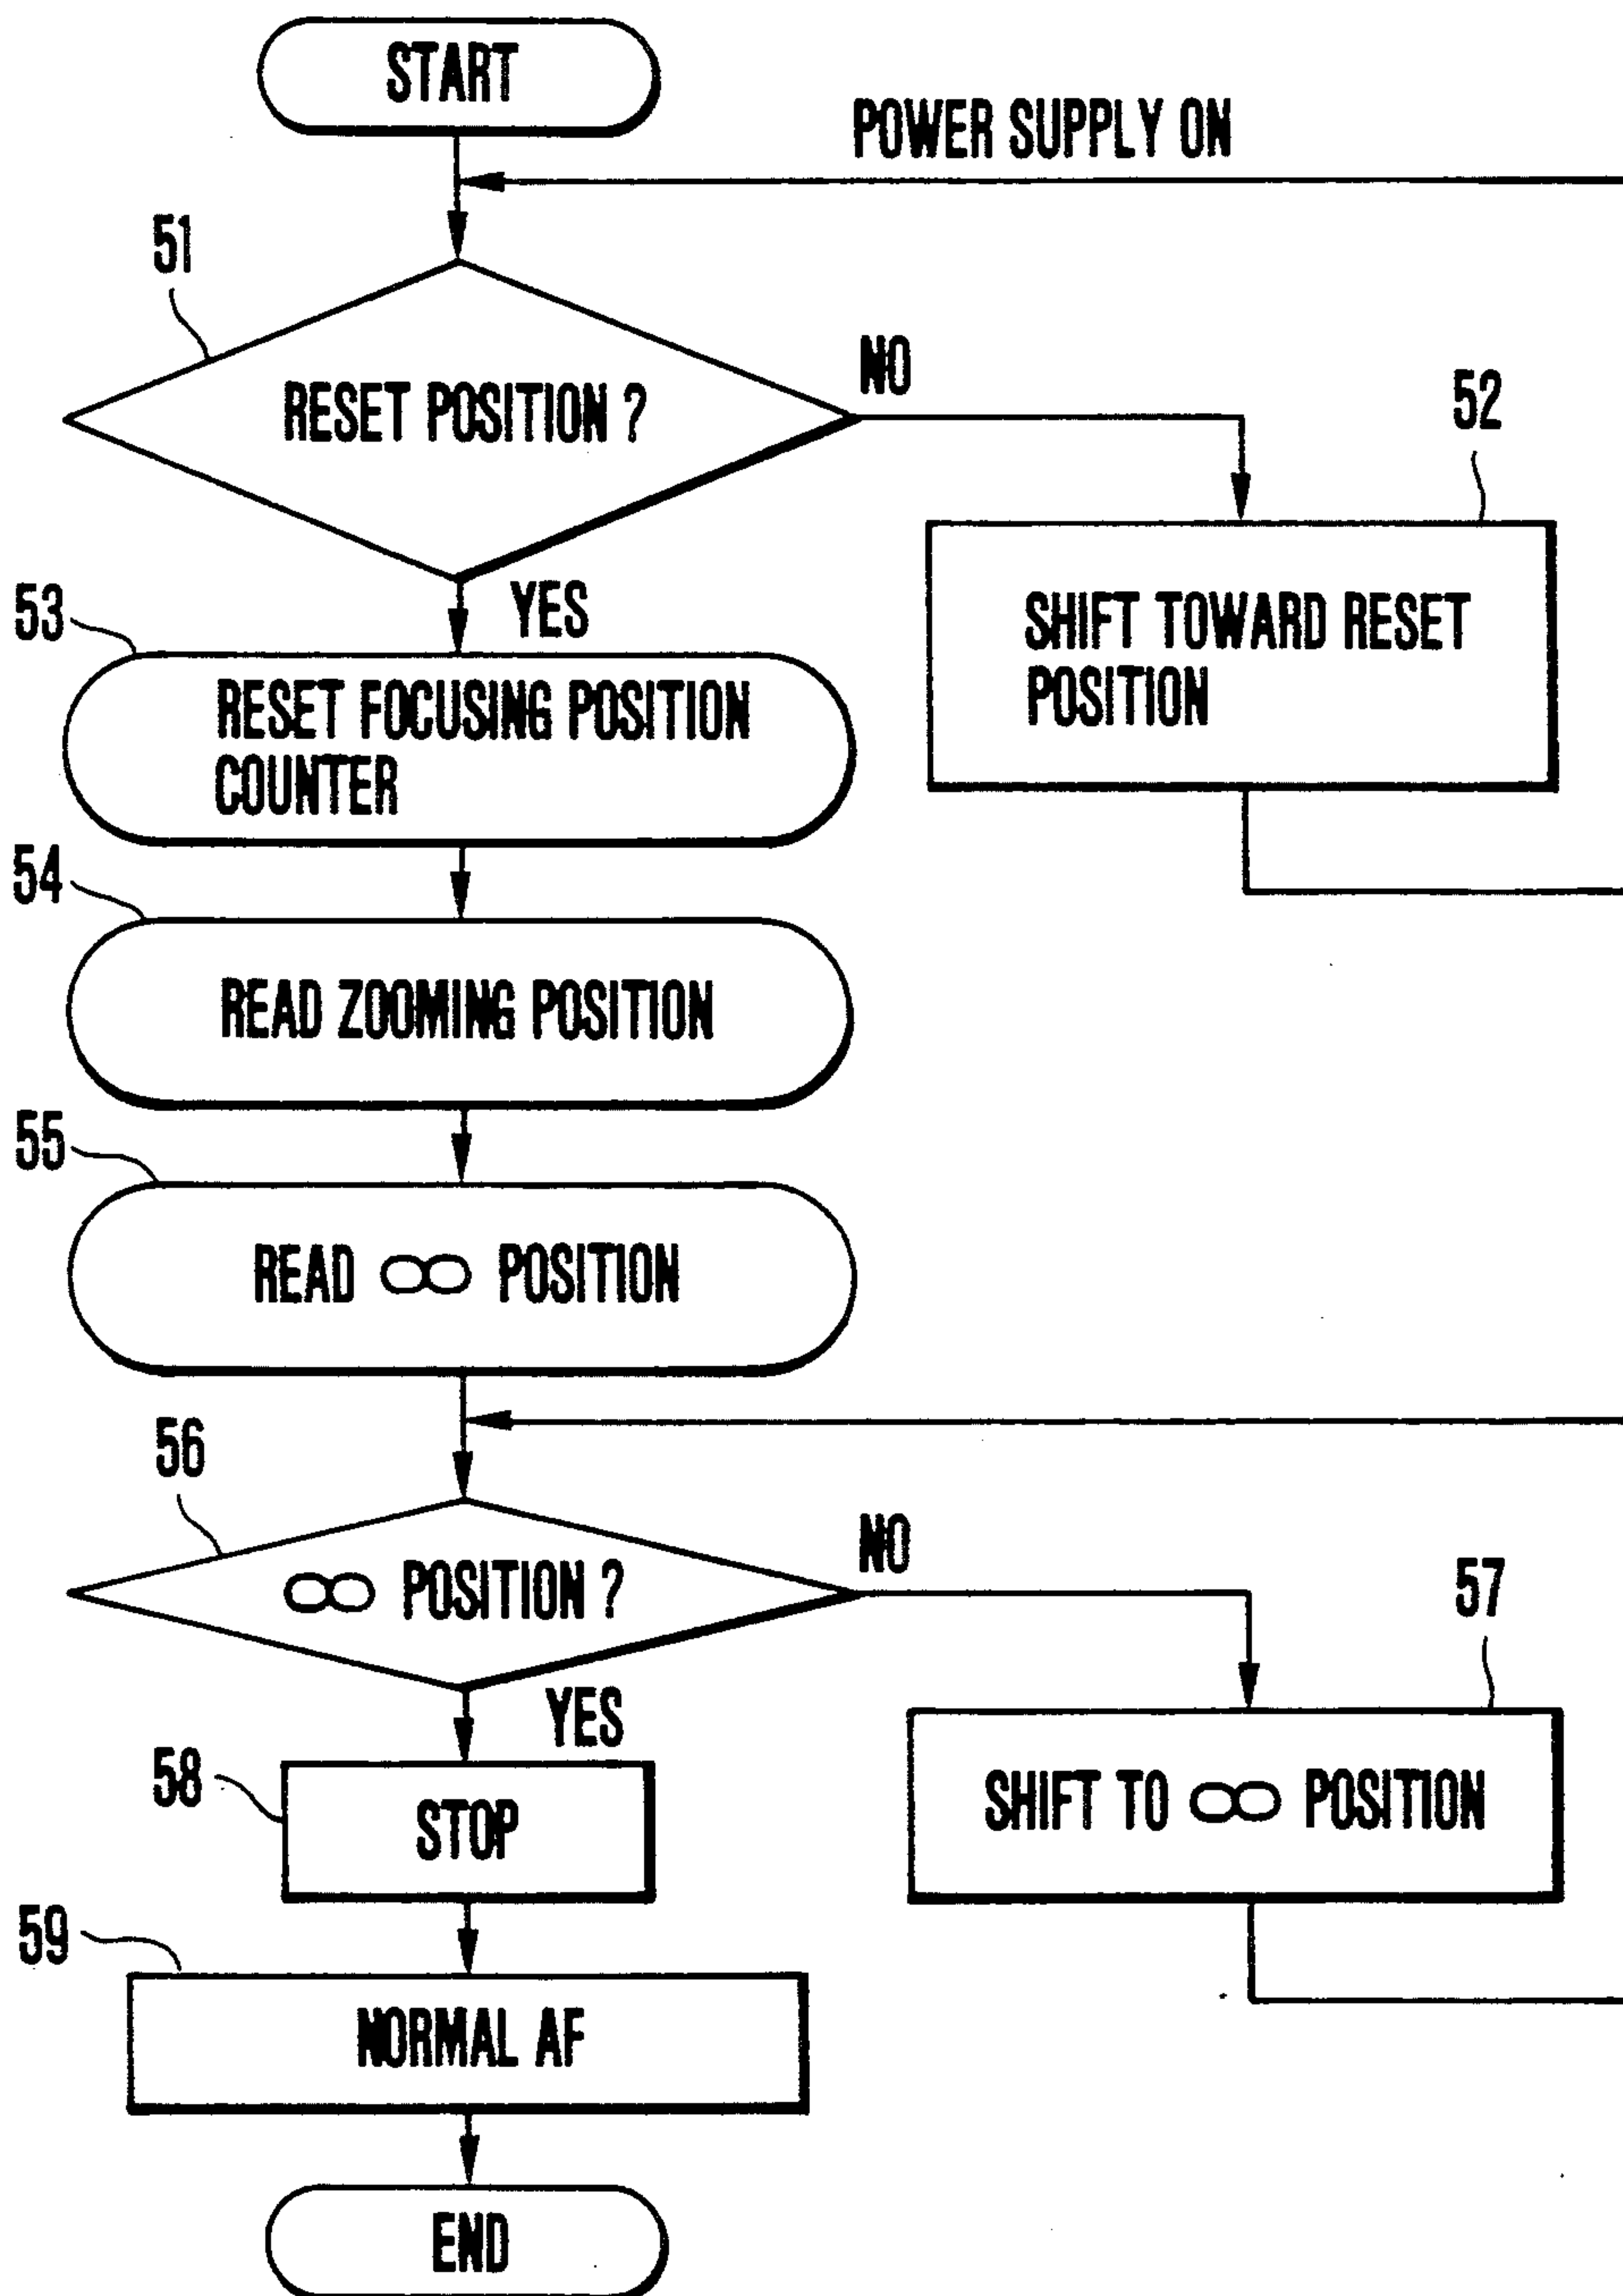 START
POWER SUPPLY ON
51
RESET POSITION ?
NO
52
SHIFT TOWARD RESET
POSITION
YES
53
RESET FOCUSING POSITION
COUNTER
54
READ ZOOMING POSITION
55
READ ∞ POSITION
56
∞ POSITION ?
NO
57
SHIFT TO ∞ POSITION
YES
58
STOP
59
NORMAL AF
END